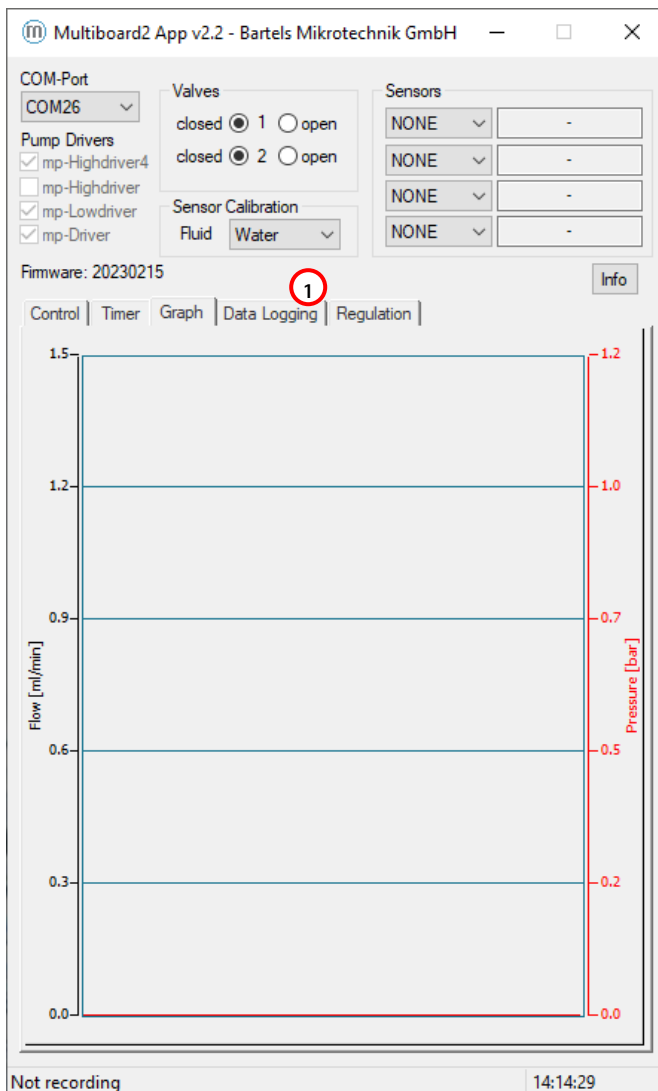 Multiboard2 App v2.2 - Bartels Mikrotechnik GmbH
COM-Port
COM26
Pump Drivers
mp-Highdriver4
mp-Highdriver
mp-Lowdriver
mp-Driver
Valves
closed 1 open
closed 2 open
Sensor Calibration
Fluid Water
Sensors
NONE -
NONE -
NONE -
NONE -
Firmware: 20230215
Info
1
Control Timer Graph Data Logging Regulation
1.5 1.2
1.2 1.0
0.9 0.7
Flow [ml/min] Pressure [bar]
0.6 0.5
0.3 0.2
0.0 0.0
Not recording 14:14:29